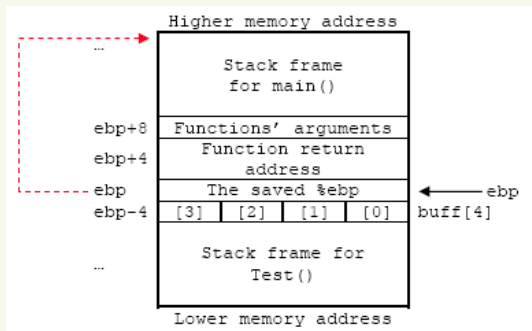 Higher memory address
…
Stack frame
for main()
ebp+8 Functions' arguments
ebp+4 Function return
address
ebp The saved %ebp ebp
ebp-4 [3] [2] [1] [0] buff[4]
Stack frame for
… Test()
Lower memory address